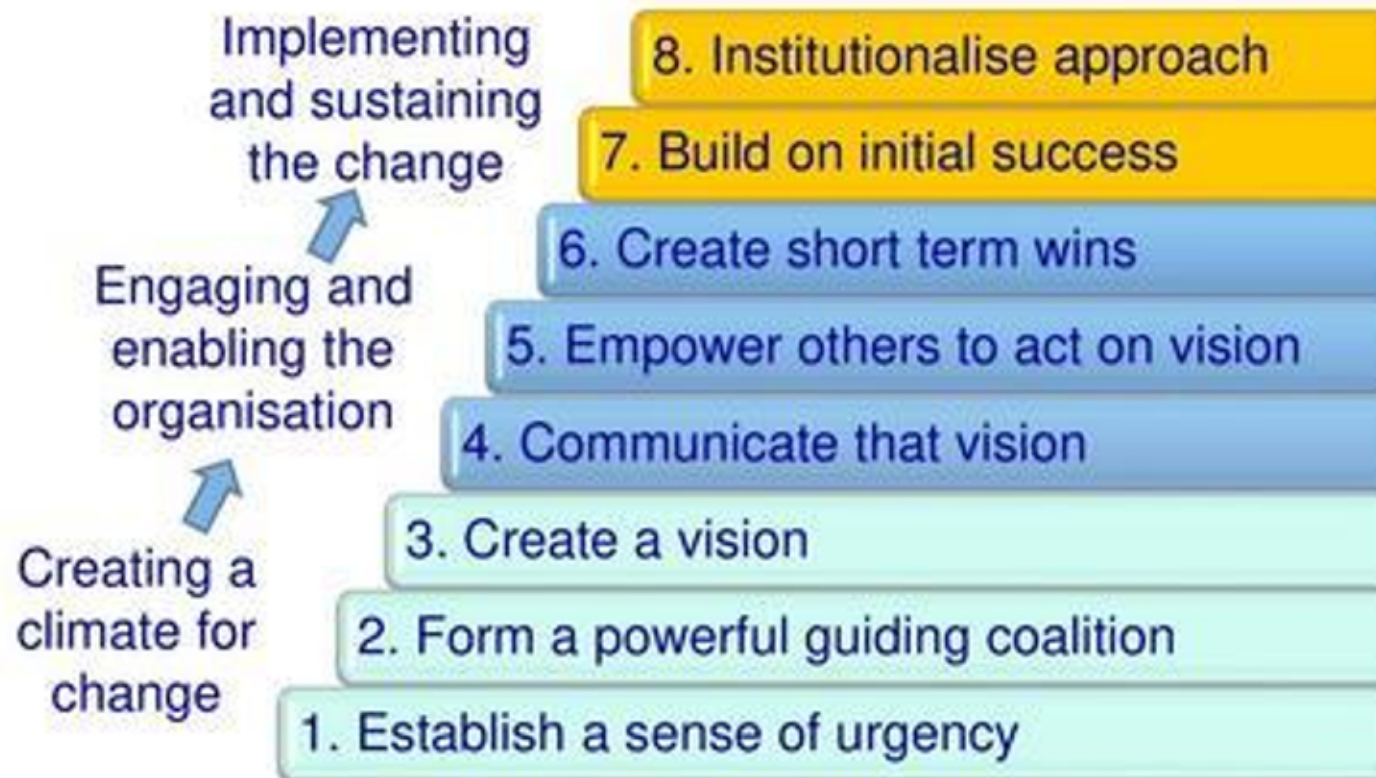 Implementing
and sustaining
the change
Engaging and
enabling the
organisation
Creating a
climate for
change
8. Institutionalise approach
7. Build on initial success
6. Create short term wins
5. Empower others to act on vision
4. Communicate that vision
3. Create a vision
2. Form a powerful guiding coalition
1. Establish a sense of urgency